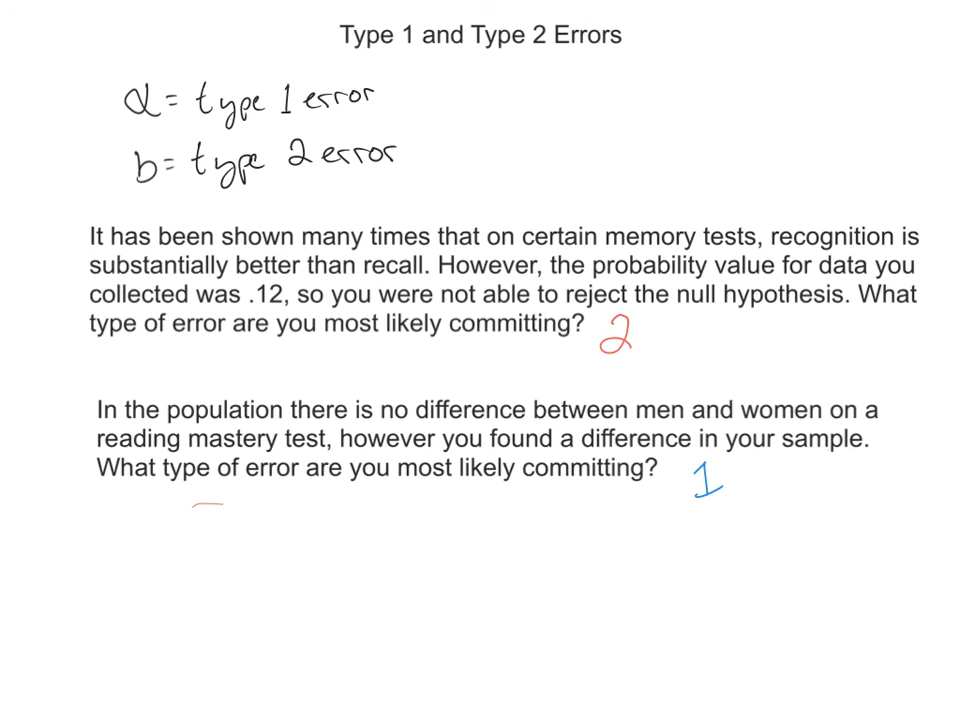 Type 1 and Type 2 Errors
α = type 1 error
b = type 2 error
It has been shown many times that on certain memory tests, recognition is
substantially better than recall. However, the probability value for data you
collected was .12, so you were not able to reject the null hypothesis. What
type of error are you most likely committing? 2
In the population there is no difference between men and women on a
reading mastery test, however you found a difference in your sample.
What type of error are you most likely committing? 1